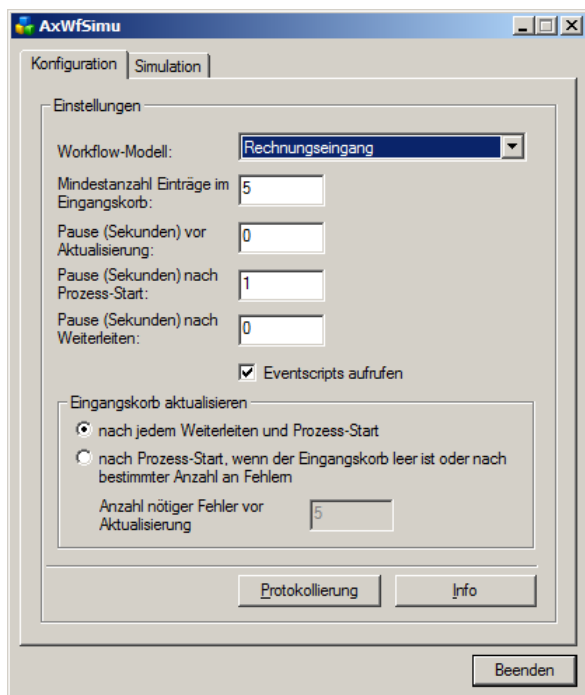 AxWfSimu
Konfiguration
Simulation
Einstellungen
Workflow-Modell:
Rechnungseingang
Mindestanzahl Einträge im
Eingangskorb:
5
Pause (Sekunden) vor
Aktualisierung:
0
Pause (Sekunden) nach
Prozess-Start:
1
Pause (Sekunden) nach
Weiterleiten:
0
Eventscripts aufrufen
Eingangskorb aktualisieren
nach jedem Weiterleiten und Prozess-Start
nach Prozess-Start, wenn der Eingangskorb leer ist oder nach
bestimmter Anzahl an Fehlern
Anzahl nötiger Fehler vor
Aktualisierung
5
Protokollierung
Info
Beenden